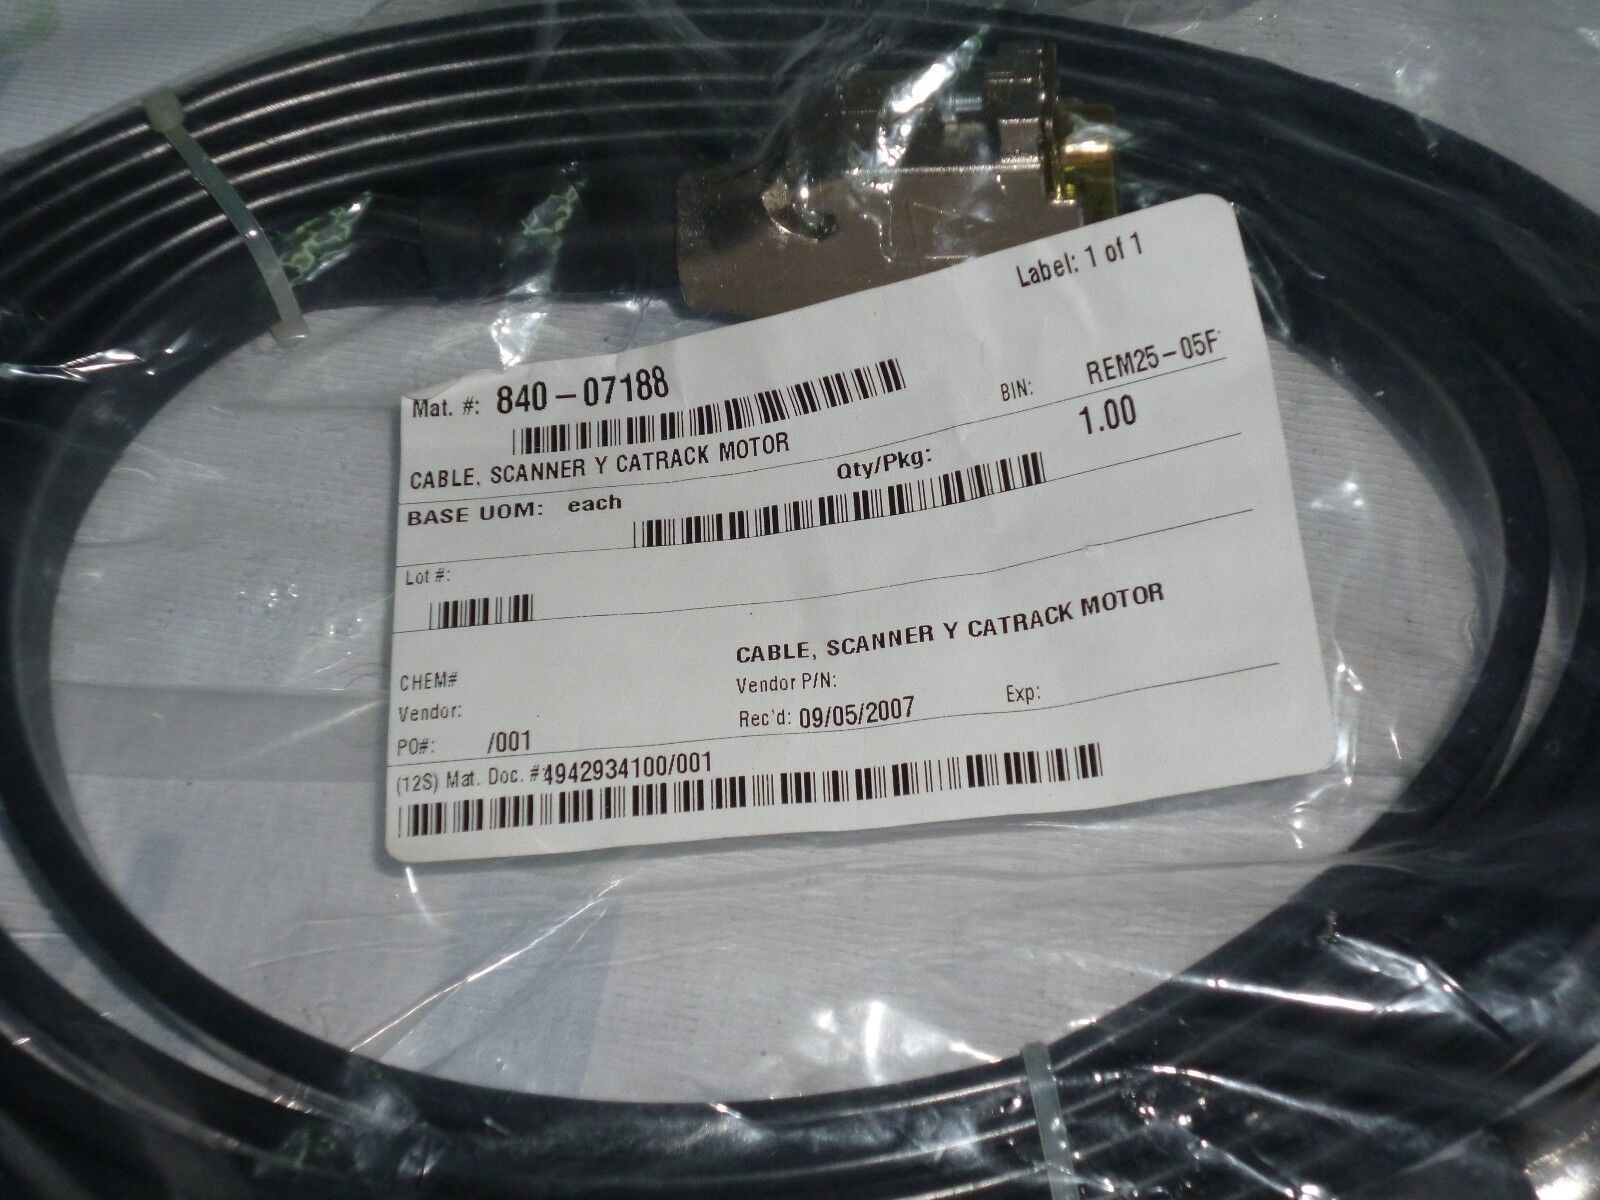 Label: 1 of 1
Mat. #: 840-07188
BIN: REM25-05F
CABLE, SCANNER Y CATRACK MOTOR
BASE UOM: each
Qty/Pkg: 1.00
Lot #:
CABLE, SCANNER Y CATRACK MOTOR
CHEM#
Vendor P/N:
Vendor:
Rec'd: 09/05/2007
Exp:
PO#: /001
(12S) Mat. Doc. #:4942934100/001